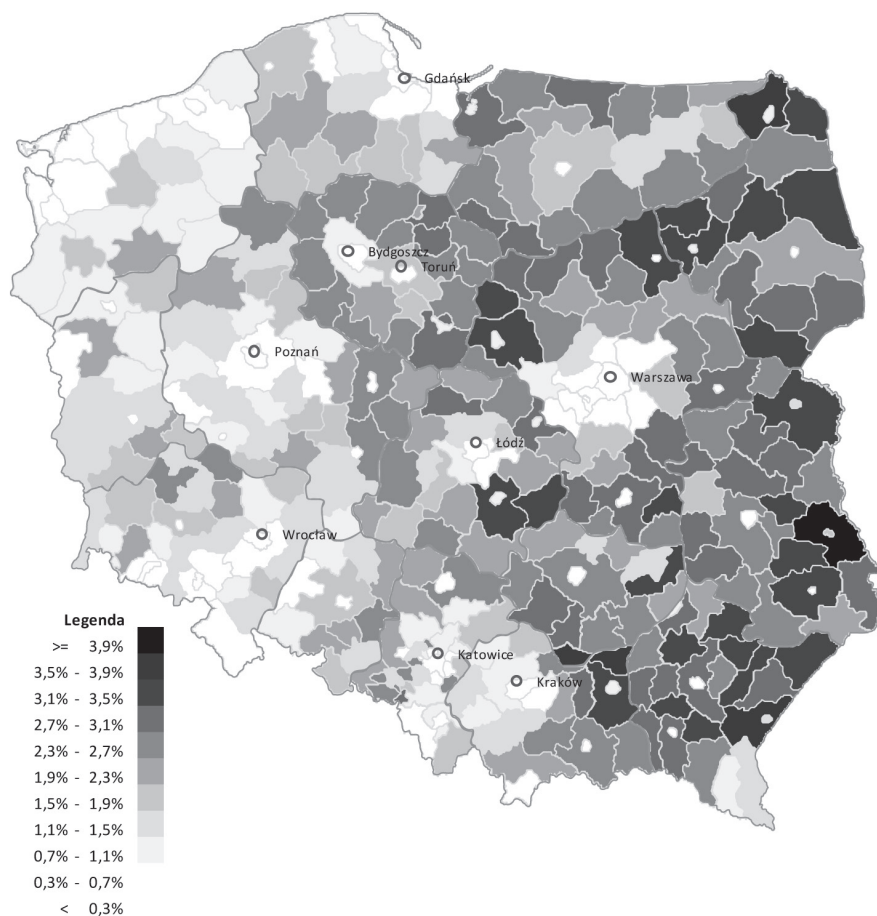 Gdańsk
Bydgoszcz
Toruń
Poznań
Warszawa
Łódź
Wrocław
Katowice
Kraków
Legenda
>= 3,9%
3,5% - 3,9%
3,1% - 3,5%
2,7% - 3,1%
2,3% - 2,7%
1,9% - 2,3%
1,5% - 1,9%
1,1% - 1,5%
0,7% - 1,1%
0,3% - 0,7%
< 0,3%